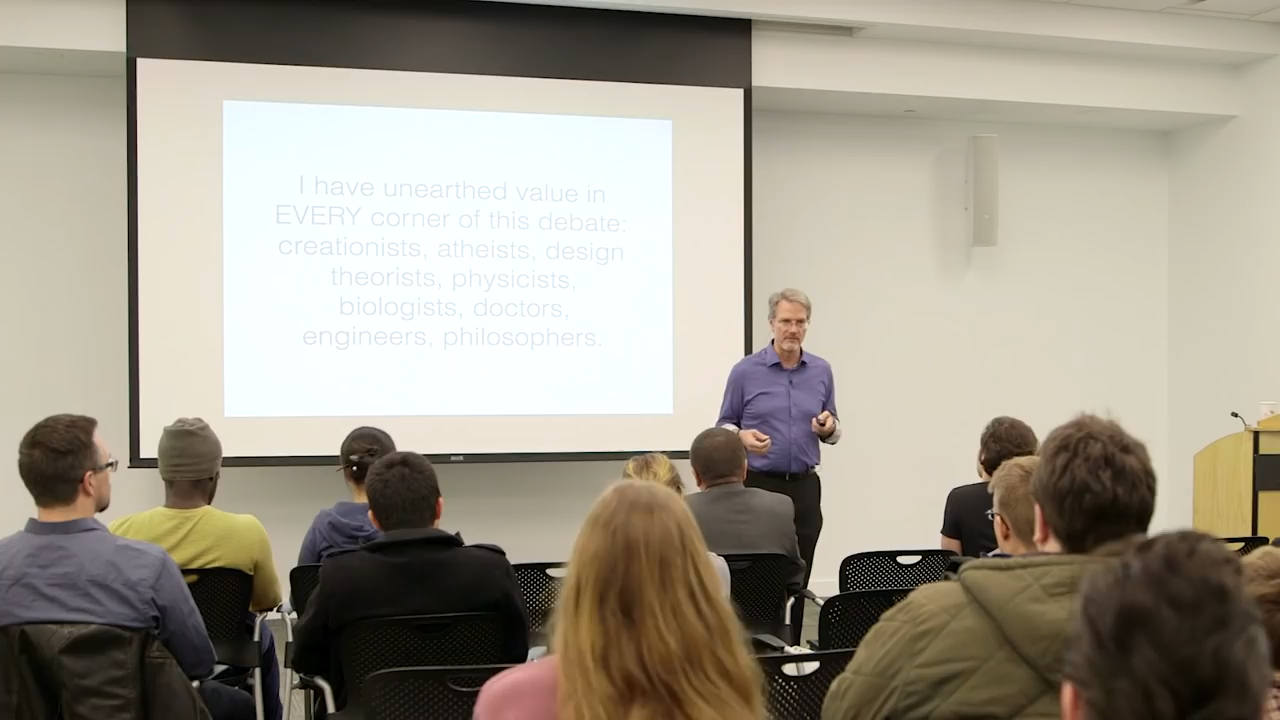 I have unearthed value in
EVERY corner of this debate:
creationists, atheists, design
theorists, physicists,
biologists, doctors,
engineers, philosophers.